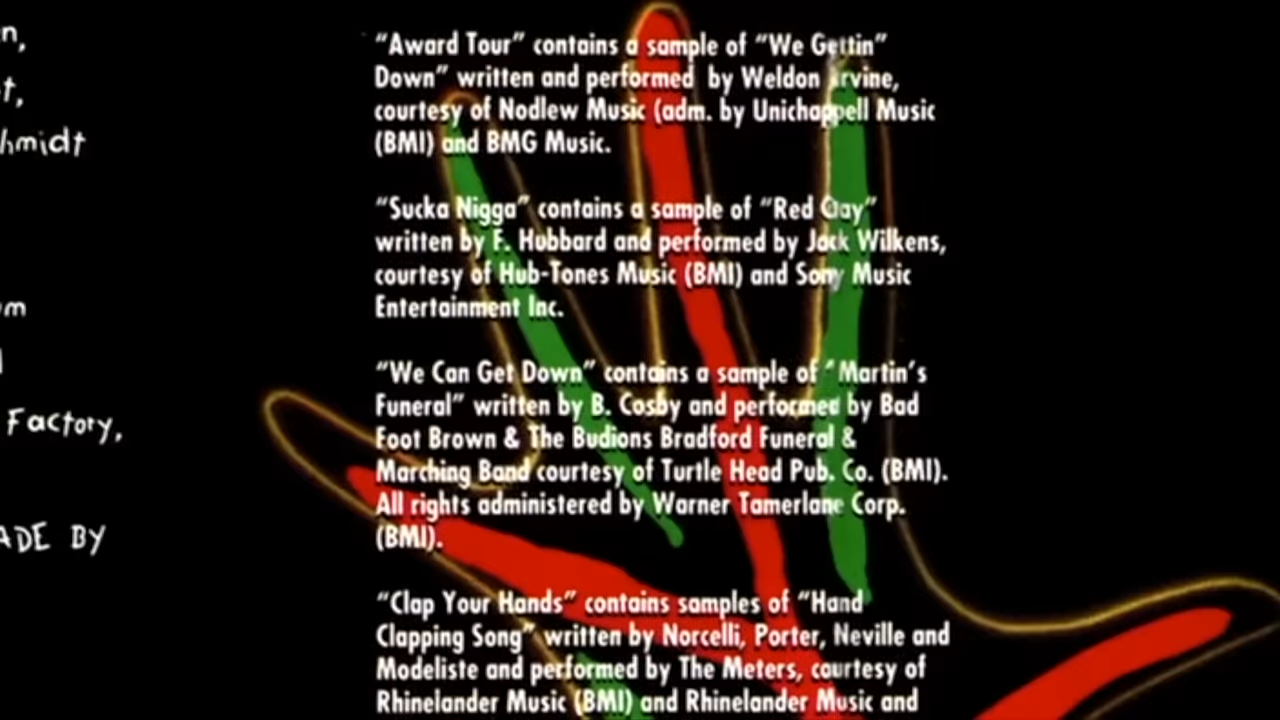 n,
t,
hmidt
m
Factory,
ADE BY
“Award Tour” contains a sample of “We Gettin”
Down” written and performed by Weldon Irvine,
courtesy of Nodlew Music (adm. by Unichappell Music
(BMI) and BMG Music.
“Sucka Nigga” contains a sample of “Red Clay”
written by F. Hubbard and performed by Jack Wilkens,
courtesy of Hub-Tones Music (BMI) and Sony Music
Entertainment Inc.
“We Can Get Down” contains a sample of “Martin’s
Funeral” written by B. Cosby and performed by Bad
Foot Brown & The Budions Bradford Funeral &
Marching Band courtesy of Turtle Head Pub. Co. (BMI).
All rights administered by Warner Tamerlane Corp.
(BMI).
“Clap Your Hands” contains samples of “Hand
Clapping Song” written by Norcelli, Porter, Neville and
Modeliste and performed by The Meters, courtesy of
Rhinelander Music (BMI) and Rhinelander Music and